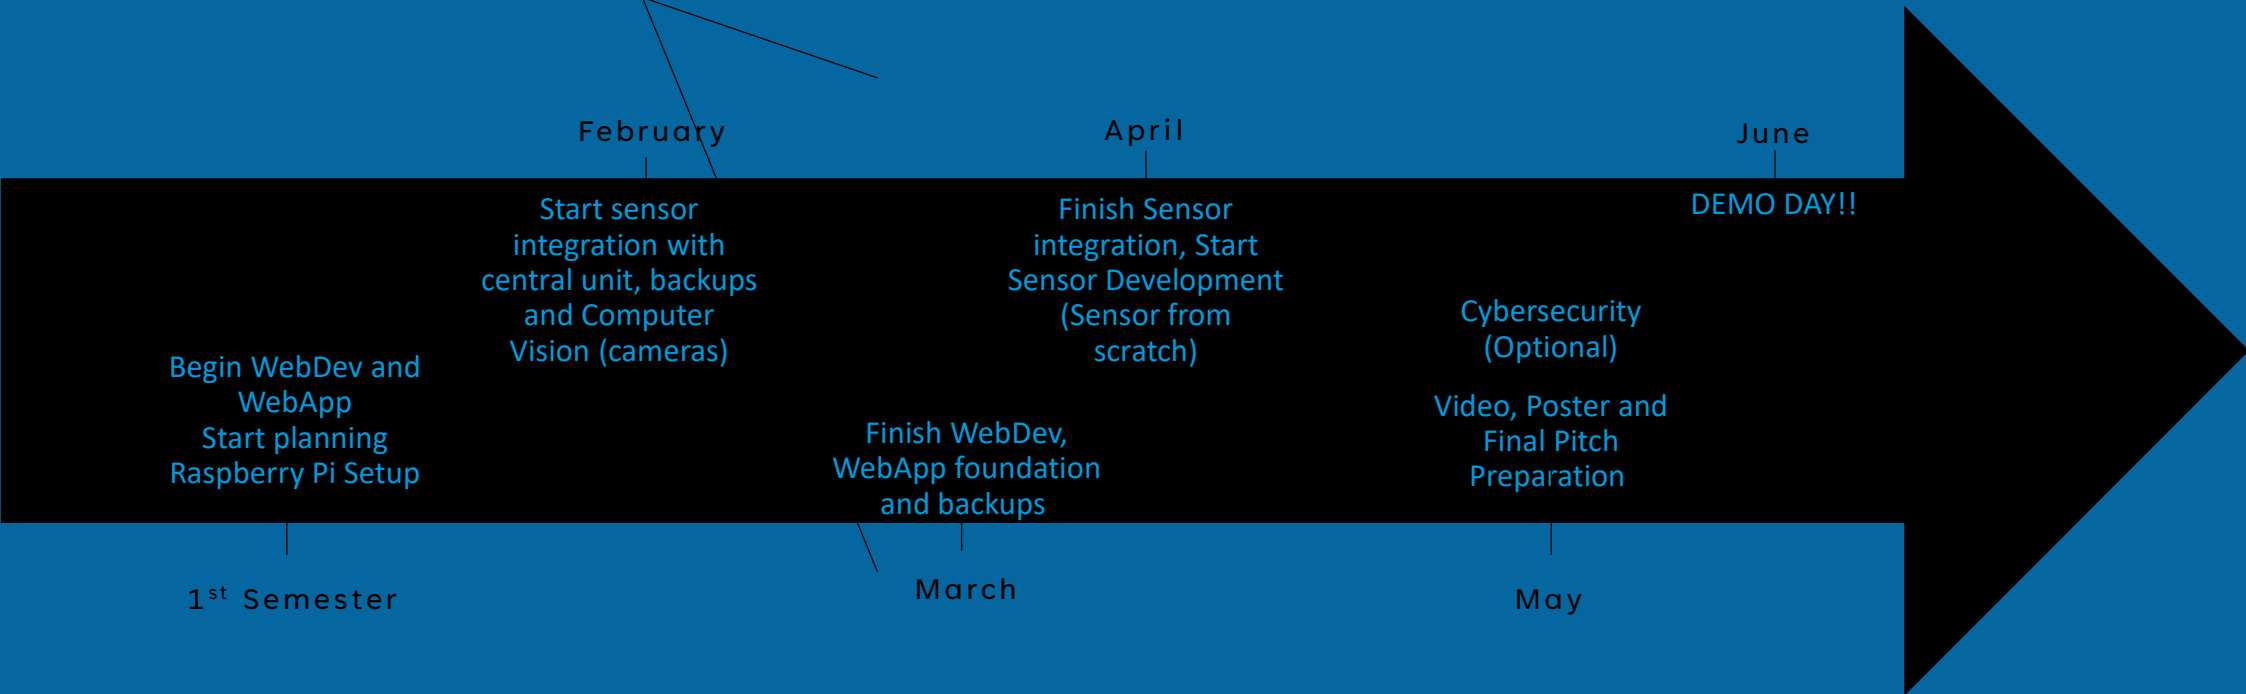 February
April
June
Start sensor
integration with
central unit, backups
and Computer
Vision (cameras)
Finish Sensor
integration, Start
Sensor Development
(Sensor from
scratch)
DEMO DAY!!
Begin WebDev and
WebApp
Start planning
Raspberry Pi Setup
Finish WebDev,
WebApp foundation
and backups
Cybersecurity
(Optional)
Video, Poster and
Final Pitch
Preparation
1st Semester
March
May